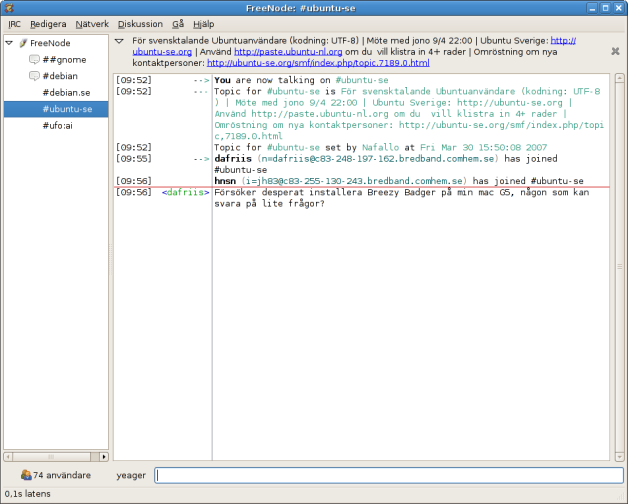 FreeNode: #ubuntu-se
IRC Redigera Nätverk Diskussion Gå Hjälp
FreeNode
##gnome
#debian
#debian.se
#ubuntu-se
#ufo:ai
För svensktalande Ubuntuanvändare (kodning: UTF-8) | Möte med jono 9/4 22:00 | Ubuntu Sverige: http://
ubuntu-se.org | Använd http://paste.ubuntu-nl.org om du vill klistra in 4+ rader | Omröstning om nya
kontaktpersoner: http://ubuntu-se.org/smf/index.php/topic,7189.0.html
[09:52] --> You are now talking on #ubuntu-se
[09:52] --- Topic for #ubuntu-se is För svensktalande Ubuntuanvändare (kodning: UTF-8
) | Möte med jono 9/4 22:00 | Ubuntu Sverige: http://ubuntu-se.org |
Använd http://paste.ubuntu-nl.org om du vill klistra in 4+ rader |
Omröstning om nya kontaktpersoner: http://ubuntu-se.org/smf/index.php/topi
c,7189.0.html
[09:52] Topic for #ubuntu-se set by Nafallo at Fri Mar 30 15:50:08 2007
[09:55] --> dafriis (n=dafriis@c83-248-197-162.bredband.comhem.se) has joined
#ubuntu-se
[09:56] hnsn (i=jh83@c83-255-130-243.bredband.comhem.se) has joined #ubuntu-se
[09:56] <dafriis> Försöker desperat installera Breezy Badger på min mac G5, någon som kan
svara på lite frågor?
74 användare yeager
0,1s latens